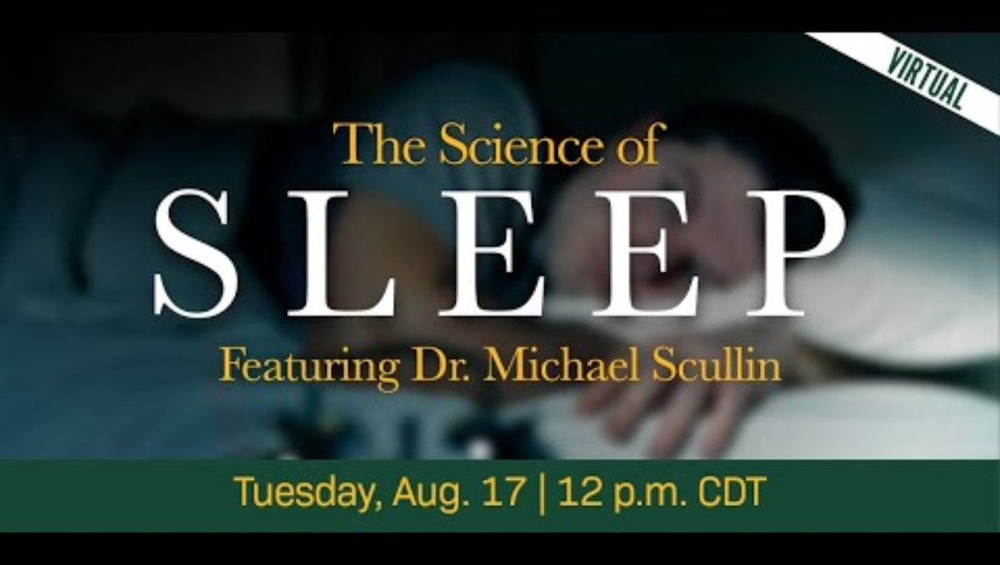 VIRTUAL
The Science of
SLEEP
Featuring Dr. Michael Scullin
Tuesday, Aug. 17 | 12 p.m. CDT